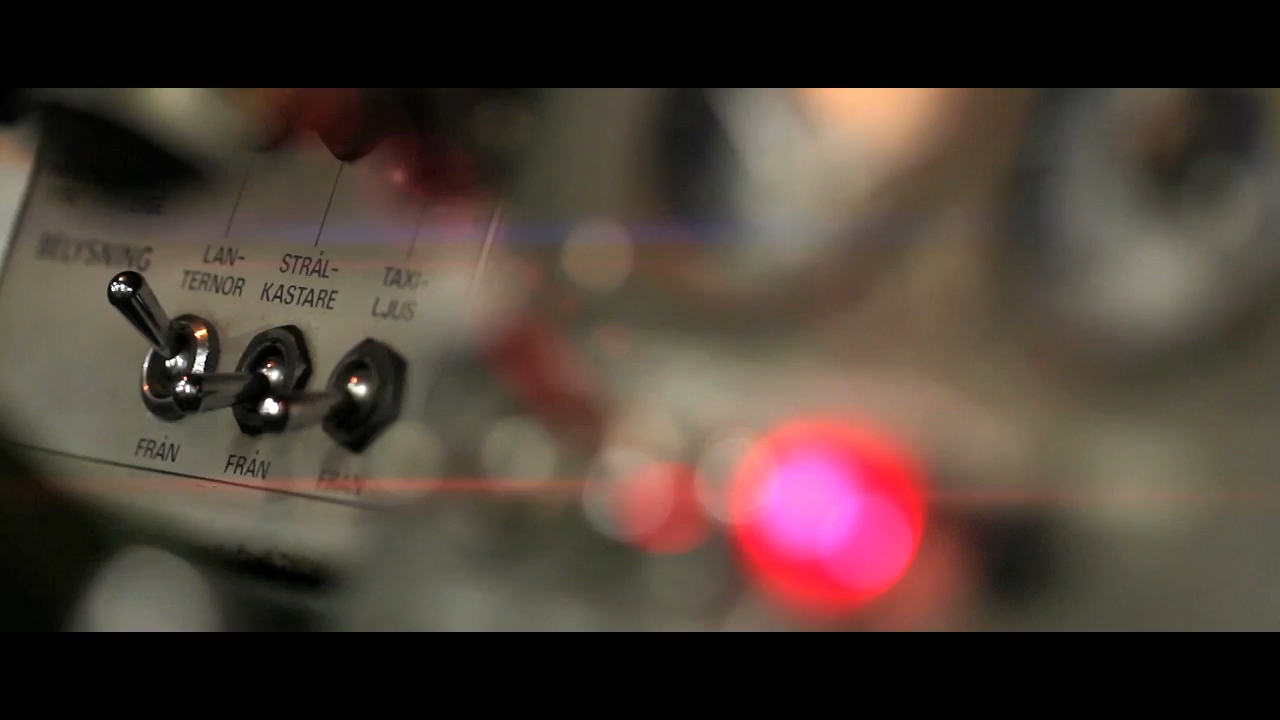 BELYSNING
LAN-
TERNOR
STRÅL-
KASTARE
TAXI-
LJUS
FRÅN
FRÅN
FRÅN